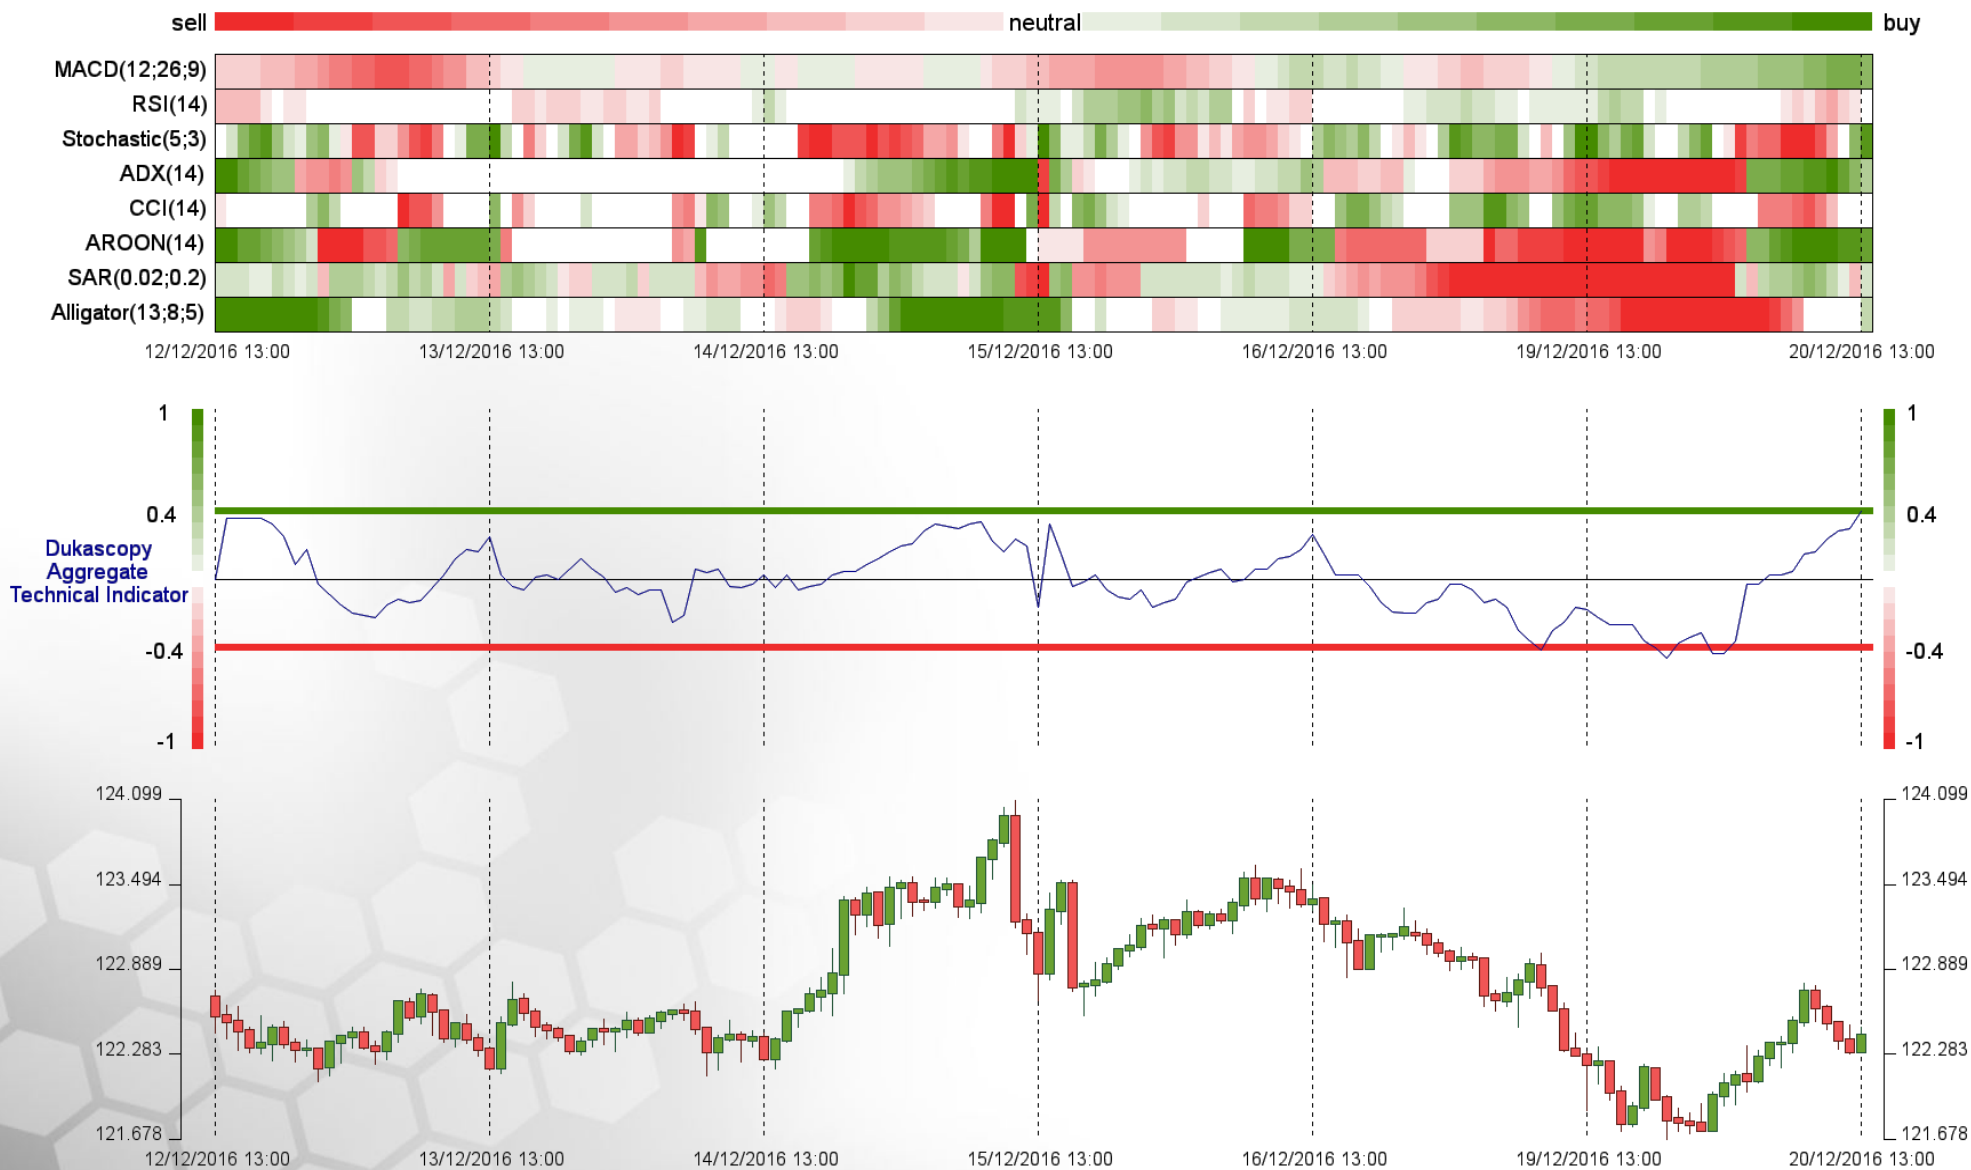 sell neutral buy
MACD(12;26;9)
RSI(14)
Stochastic(5;3)
ADX(14)
CCI(14)
AROON(14)
SAR(0.02;0.2)
Alligator(13;8;5)
12/12/2016 13:00 13/12/2016 13:00 14/12/2016 13:00 15/12/2016 13:00 16/12/2016 13:00 19/12/2016 13:00 20/12/2016 13:00
1 1
0.4 0.4
Dukascopy
Aggregate
Technical Indicator
-0.4 -0.4
-1 -1
124.099 124.099
123.494 123.494
122.889 122.889
122.283 122.283
121.678 121.678
12/12/2016 13:00 13/12/2016 13:00 14/12/2016 13:00 15/12/2016 13:00 16/12/2016 13:00 19/12/2016 13:00 20/12/2016 13:00